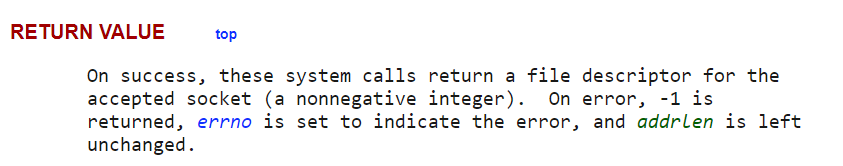 RETURN VALUE top
On success, these system calls return a file descriptor for the
accepted socket (a nonnegative integer).  On error, -1 is
returned, errno is set to indicate the error, and addrlen is left
unchanged.